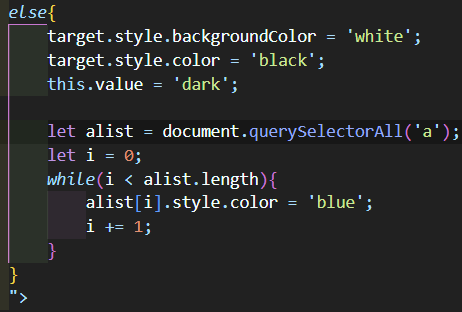 else{
    target.style.backgroundColor = 'white';
    target.style.color = 'black';
    this.value = 'dark';

    let alist = document.querySelectorAll('a');
    let i = 0;
    while(i < alist.length){
        alist[i].style.color = 'blue';
        i += 1;
    }
}
">